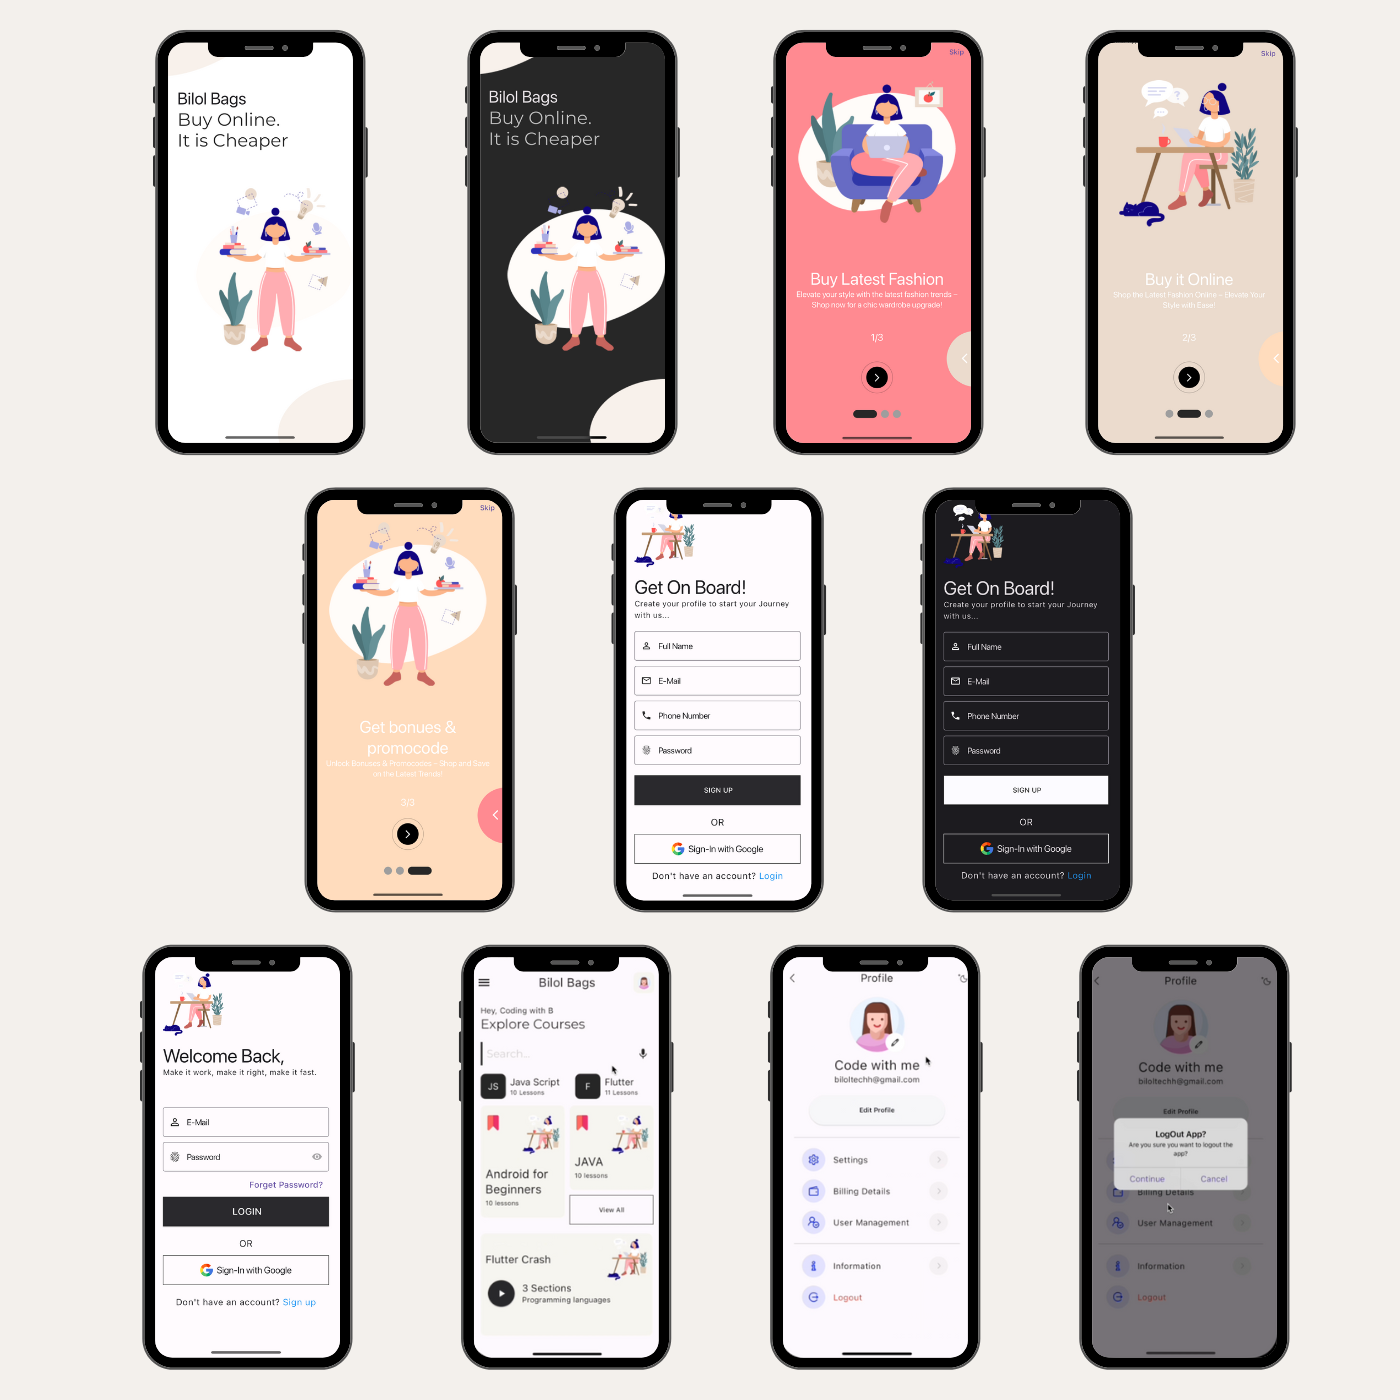 Bilol Bags
Buy Online.
It is Cheaper
Bilol Bags
Buy Online.
It is Cheaper
Skip
Buy Latest Fashion
Elevate your style with the latest fashion trends –
Shop now for a chic wardrobe upgrade!
1/3
Skip
?
Buy it Online
Shop the Latest Fashion Online – Elevate Your
Style with Ease!
2/3
Skip
Get bonues &
promocode
Unlock Bonuses & Promocodes – Shop and Save
on the Latest Trends!
3/3
Get On Board!
Create your profile to start your Journey
with us...
Full Name
E-Mail
Phone Number
Password
SIGN UP
OR
Sign-In with Google
Don't have an account? Login
Get On Board!
Create your profile to start your Journey
with us...
Full Name
E-Mail
Phone Number
Password
SIGN UP
OR
Sign-In with Google
Don't have an account? Login
Welcome Back,
Make it work, make it right, make it fast.
E-Mail
Password
Forget Password?
LOGIN
OR
Sign-In with Google
Don't have an account? Sign up
Bilol Bags
Hey, Coding with B
Explore Courses
Search...
JS
Java Script
10 Lessons
F
Flutter
11 Lessons
Android for
Beginners
10 lessons
JAVA
10 lessons
View All
Flutter Crash
3 Sections
Programming languages
Profile
Code with me
biloltechh@gmail.com
Edit Profile
Settings
Billing Details
User Management
Information
Logout
Profile
Code with me
biloltechh@gmail.com
Edit Profile
LogOut App?
Are you sure you want to logout the
app?
Continue
Cancel
Billing Details
User Management
Information
Logout